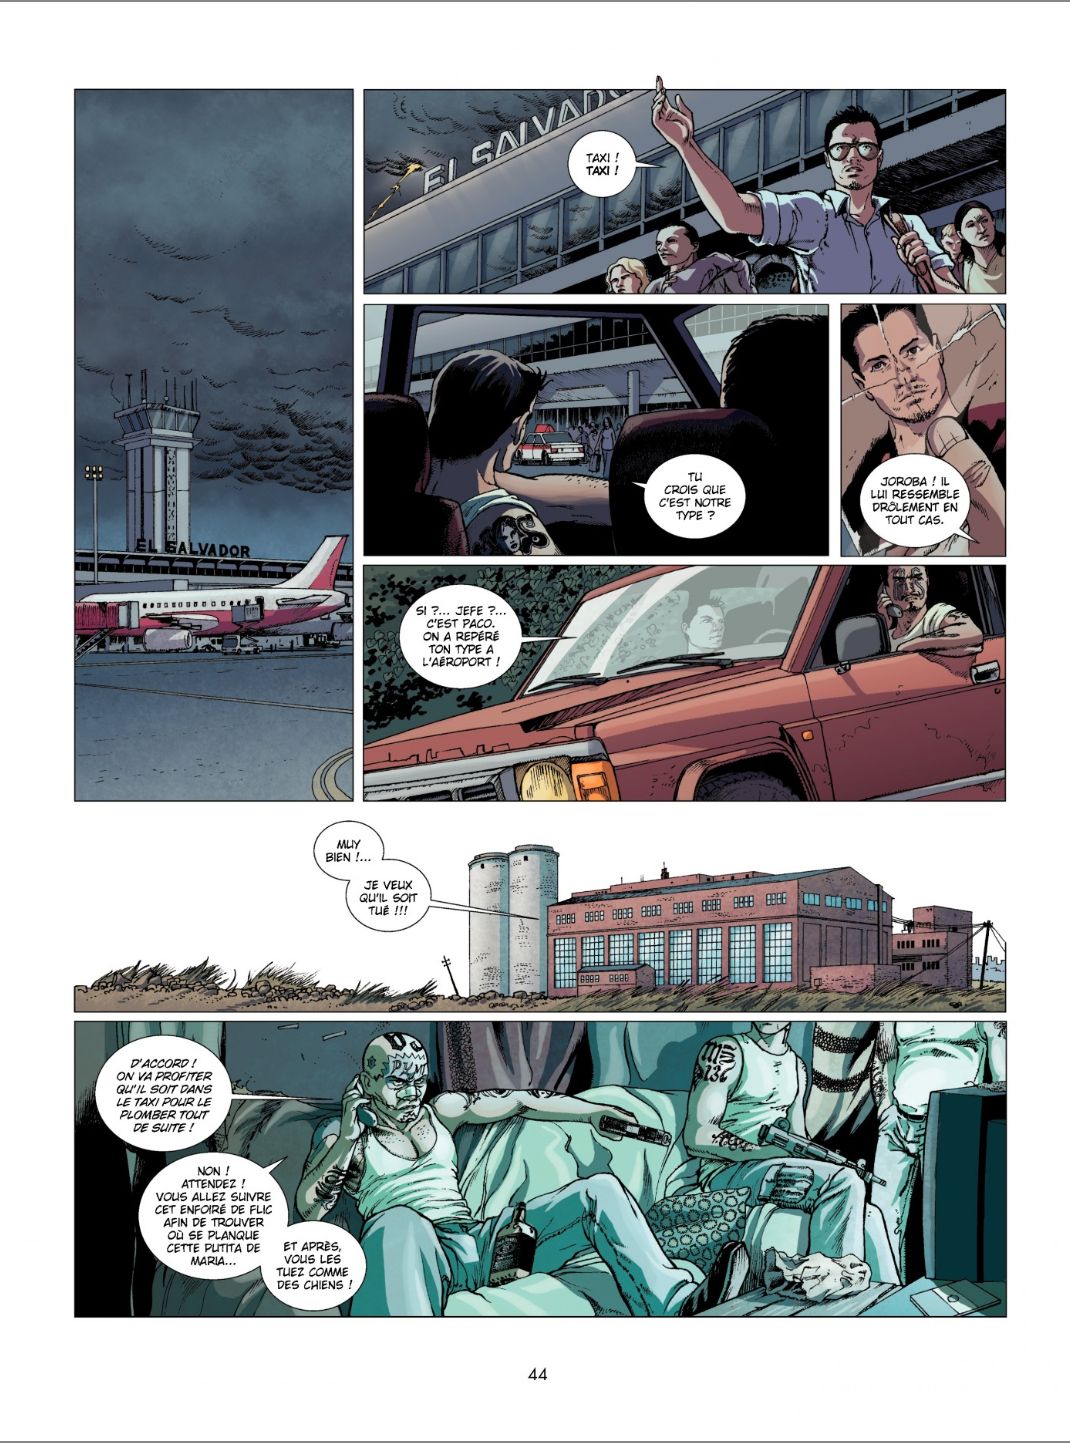 EL SALVADOR
EL SALVADO
TAXI !
TAXI !
TU
CROIS QUE
C'EST NOTRE
TYPE ?
JOROBA ! IL
LUI RESSEMBLE
DRÔLEMENT EN
TOUT CAS.
SI ?... JEFE ?...
C'EST PACO.
ON A REPÉRÉ
TON TYPE A
L'AÉROPORT !
MUY
BIEN !...
JE VEUX
QU'IL SOIT
TUÉ !!!
D'ACCORD !
ON VA PROFITER
QU'IL SOIT DANS
LE TAXI POUR LE
PLOMBER TOUT
DE SUITE !
NON !
ATTENDEZ !
VOUS ALLEZ SUIVRE
CET ENFOIRÉ DE FLIC
AFIN DE TROUVER
OÙ SE PLANQUE
CETTE PUTITA DE
MARIA...
ET APRÈS,
VOUS LES
TUEZ COMME
DES CHIENS !
MS
13
44